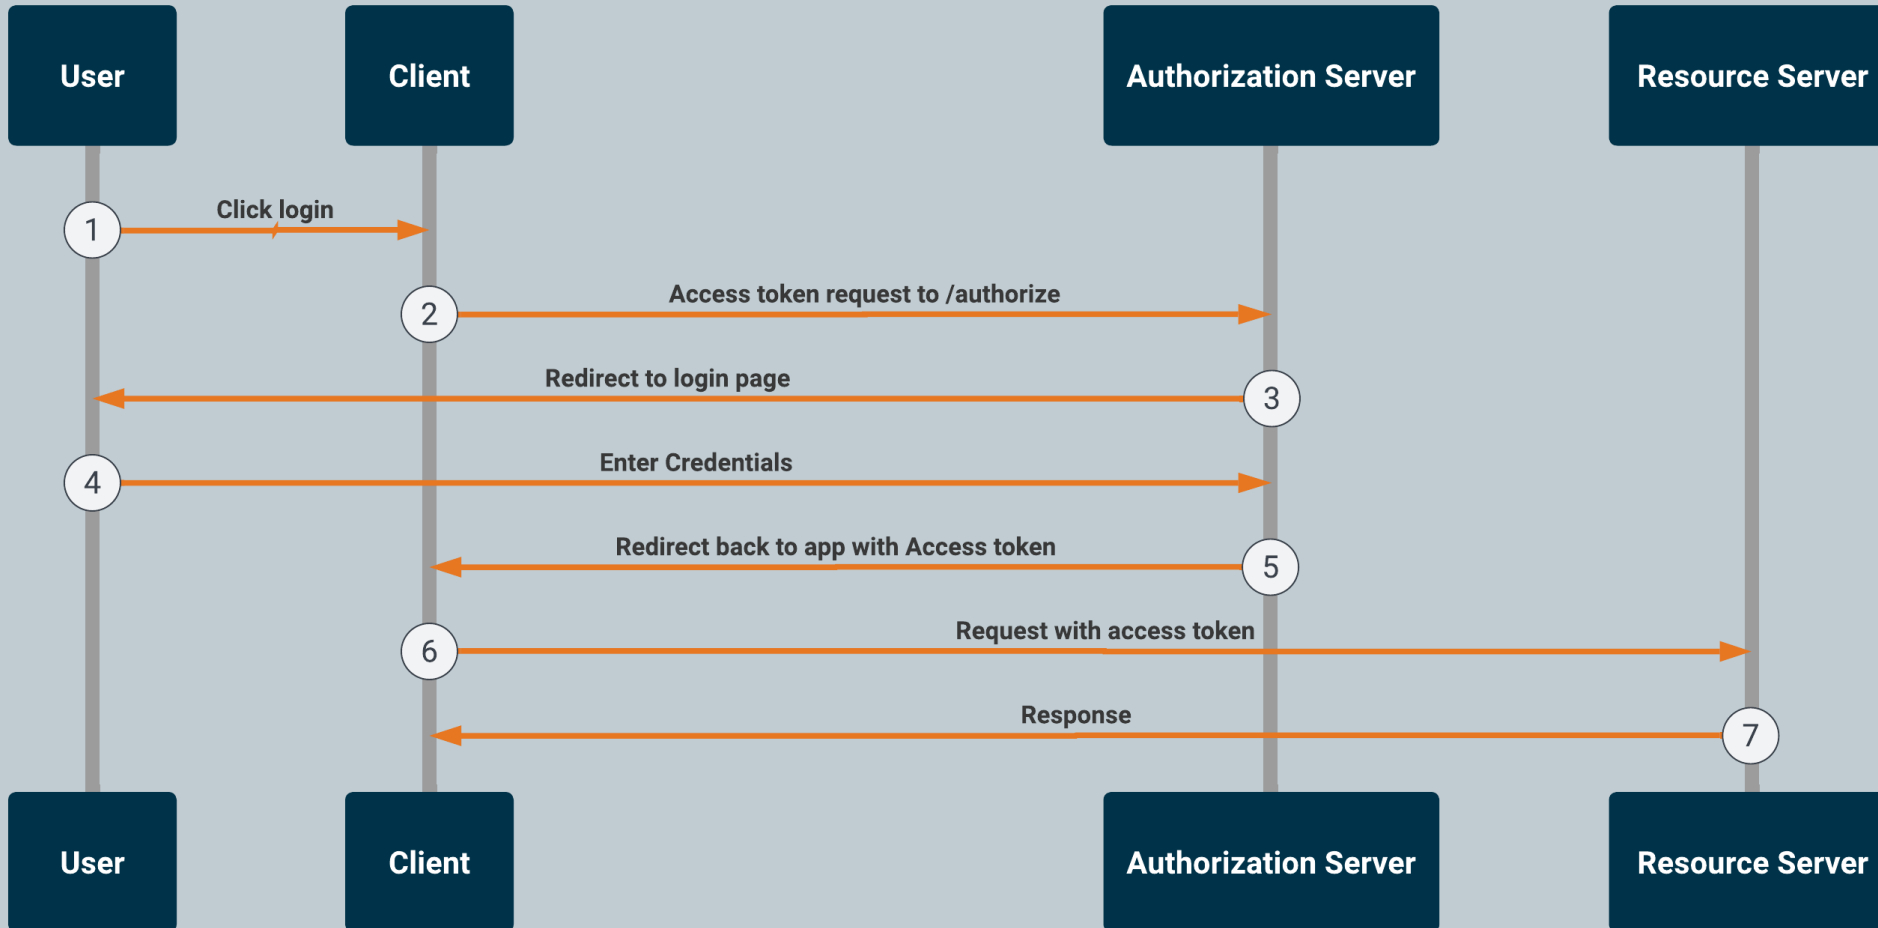 User
Client
Authorization Server
Resource Server
1
Click login
2
Access token request to /authorize
Redirect to login page
3
4
Enter Credentials
Redirect back to app with Access token
5
6
Request with access token
Response
7
User
Client
Authorization Server
Resource Server